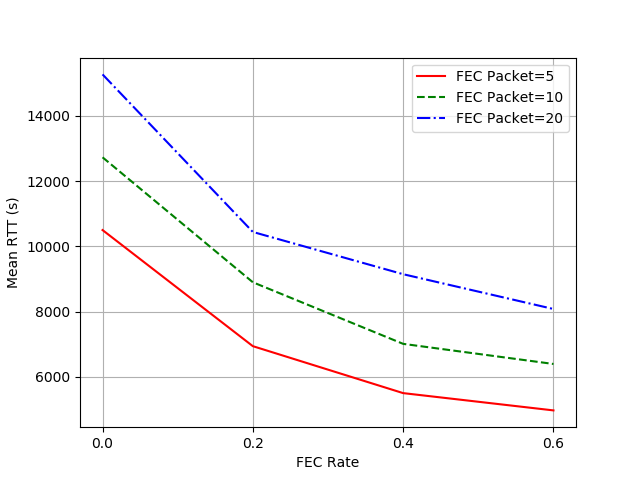 FEC Packet=5
FEC Packet=10
FEC Packet=20
14000
12000
10000
8000
6000
Mean RTT (s)
0.0 0.2 0.4 0.6
FEC Rate